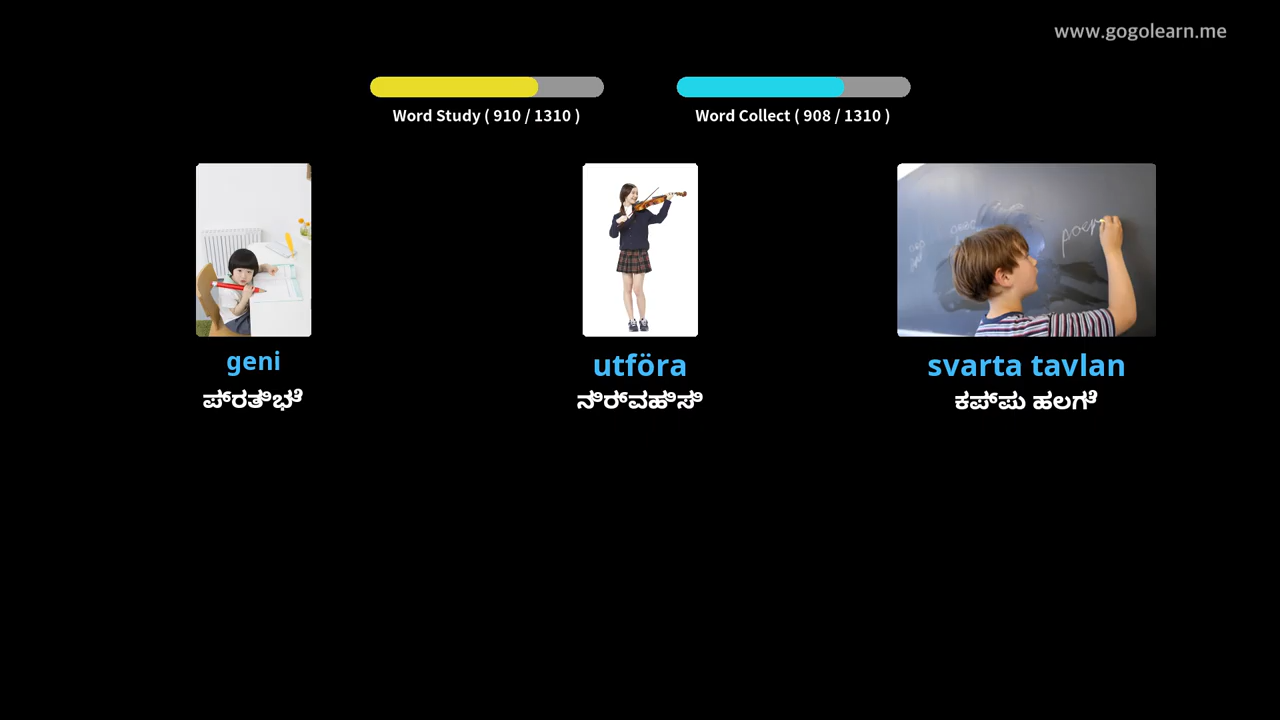 www.gogolearn.me
Word Study ( 910 / 1310 )
Word Collect ( 908 / 1310 )
poem
geni
utföra
svarta tavlan
ಪ್ರತಿಭೆ
ನಿರ್ವಹಿಸಿ
ಕಪ್ಪು ಹಲಗೆ